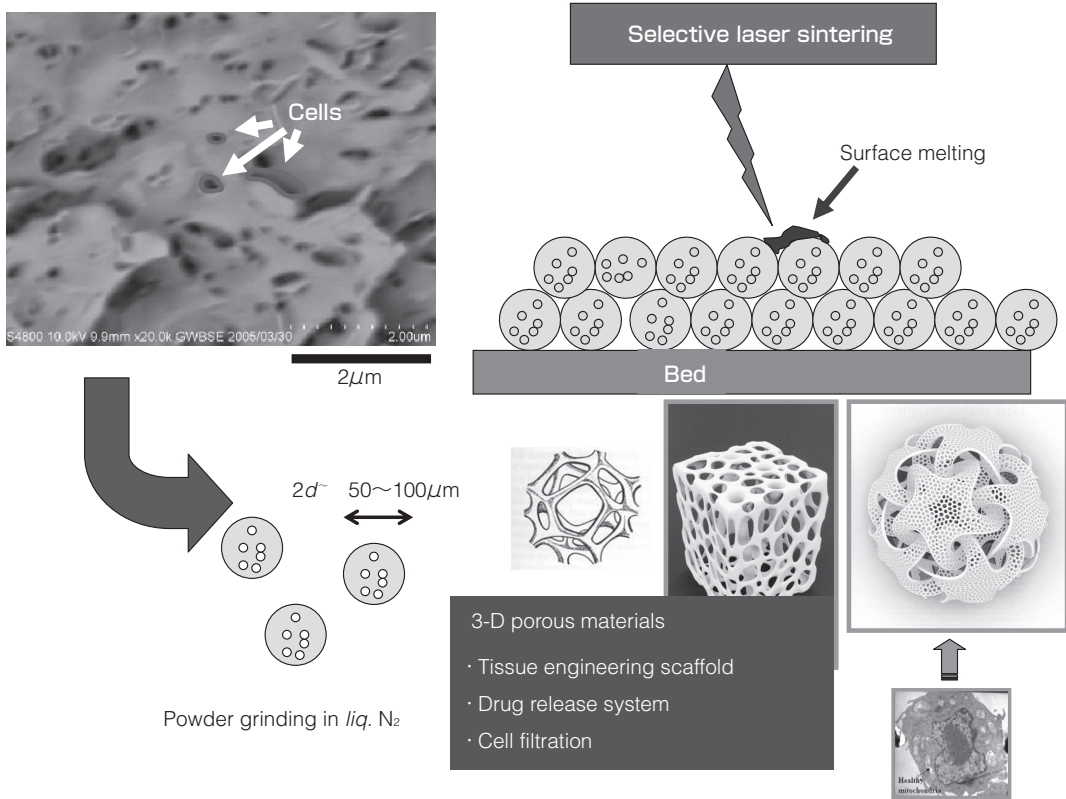 Cells
S4800 10.0kV 9.9mm x20.0k GWBSE 2005/03/30 2.00um
2μm
Selective laser sintering
Surface melting
Bed
2d~ 50～100μm
Powder grinding in liq. N₂
3-D porous materials
· Tissue engineering scaffold
· Drug release system
· Cell filtration
Healthy
mitochondria